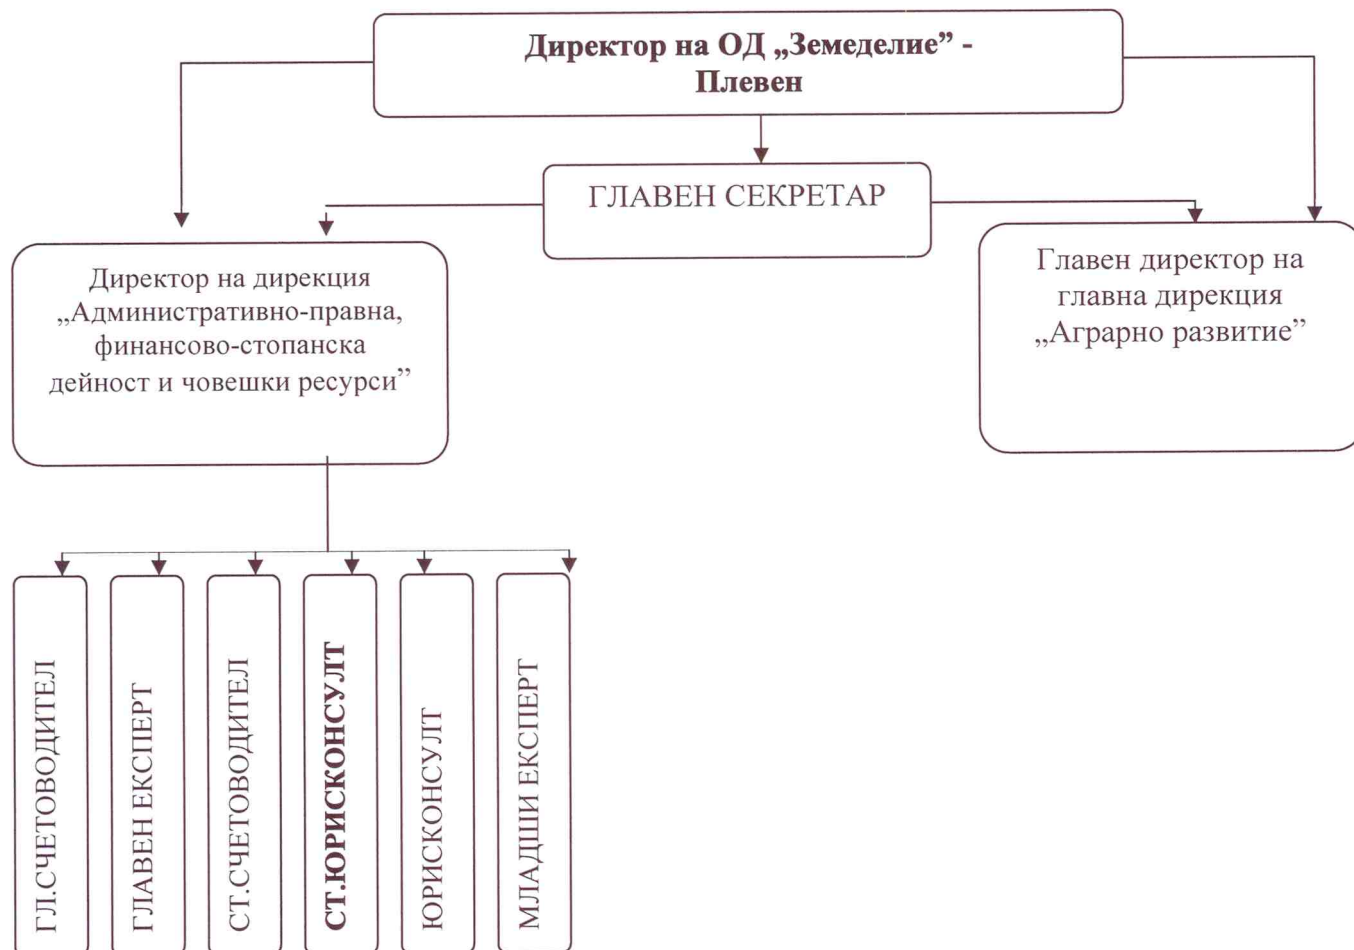 Директор на ОД „Земеделие” -
Плевен
ГЛАВЕН СЕКРЕТАР
Директор на дирекция
„Административно-правна,
финансово-стопанска
дейност и човешки ресурси”
Главен директор на
главна дирекция
„Аграрно развитие”
ГЛ.СЧЕТОВОДИТЕЛ
ГЛАВЕН ЕКСПЕРТ
СТ.СЧЕТОВОДИТЕЛ
СТ.ЮРИСКОНСУЛТ
ЮРИСКОНСУЛТ
МЛАДШИ ЕКСПЕРТ